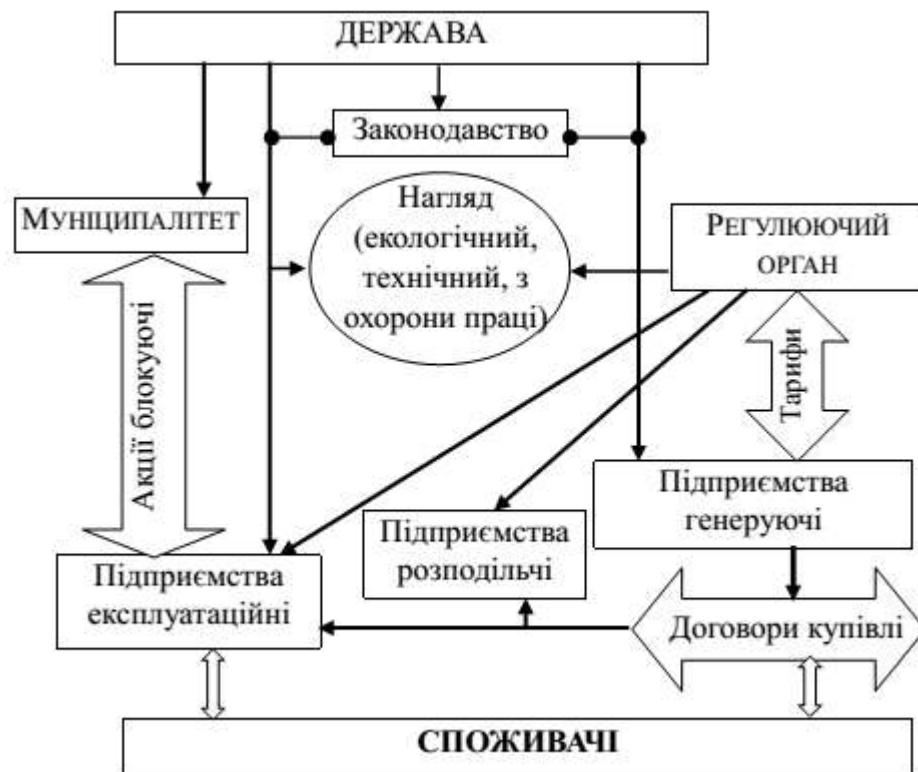 ДЕРЖАВА
Законодавство
МУНІЦИПАЛІТЕТ
Нагляд
(екологічний,
технічний, з
охорони праці)
РЕГУЛЮЮЧИЙ
ОРГАН
Акції блокуючі
Тарифи
Підприємства
генеруючі
Підприємства
розподільчі
Підприємства
експлуатаційні
Договори купівлі
СПОЖИВАЧІ